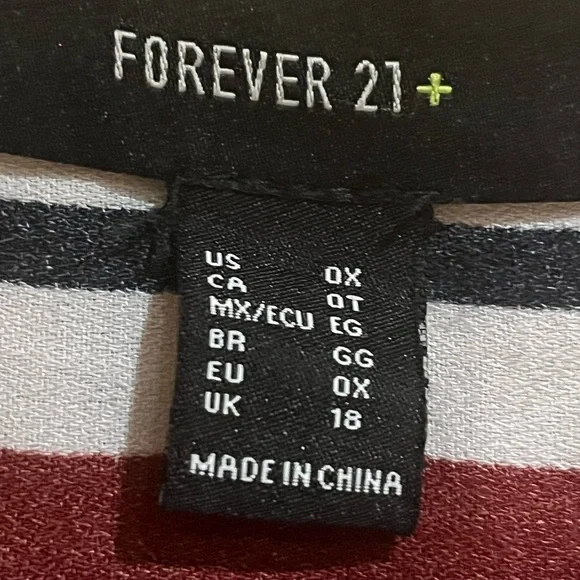 FOREVER 21+
US 0X
CA 0T
MX/ECU EG
BR GG
EU 0X
UK 18
MADE IN CHINA